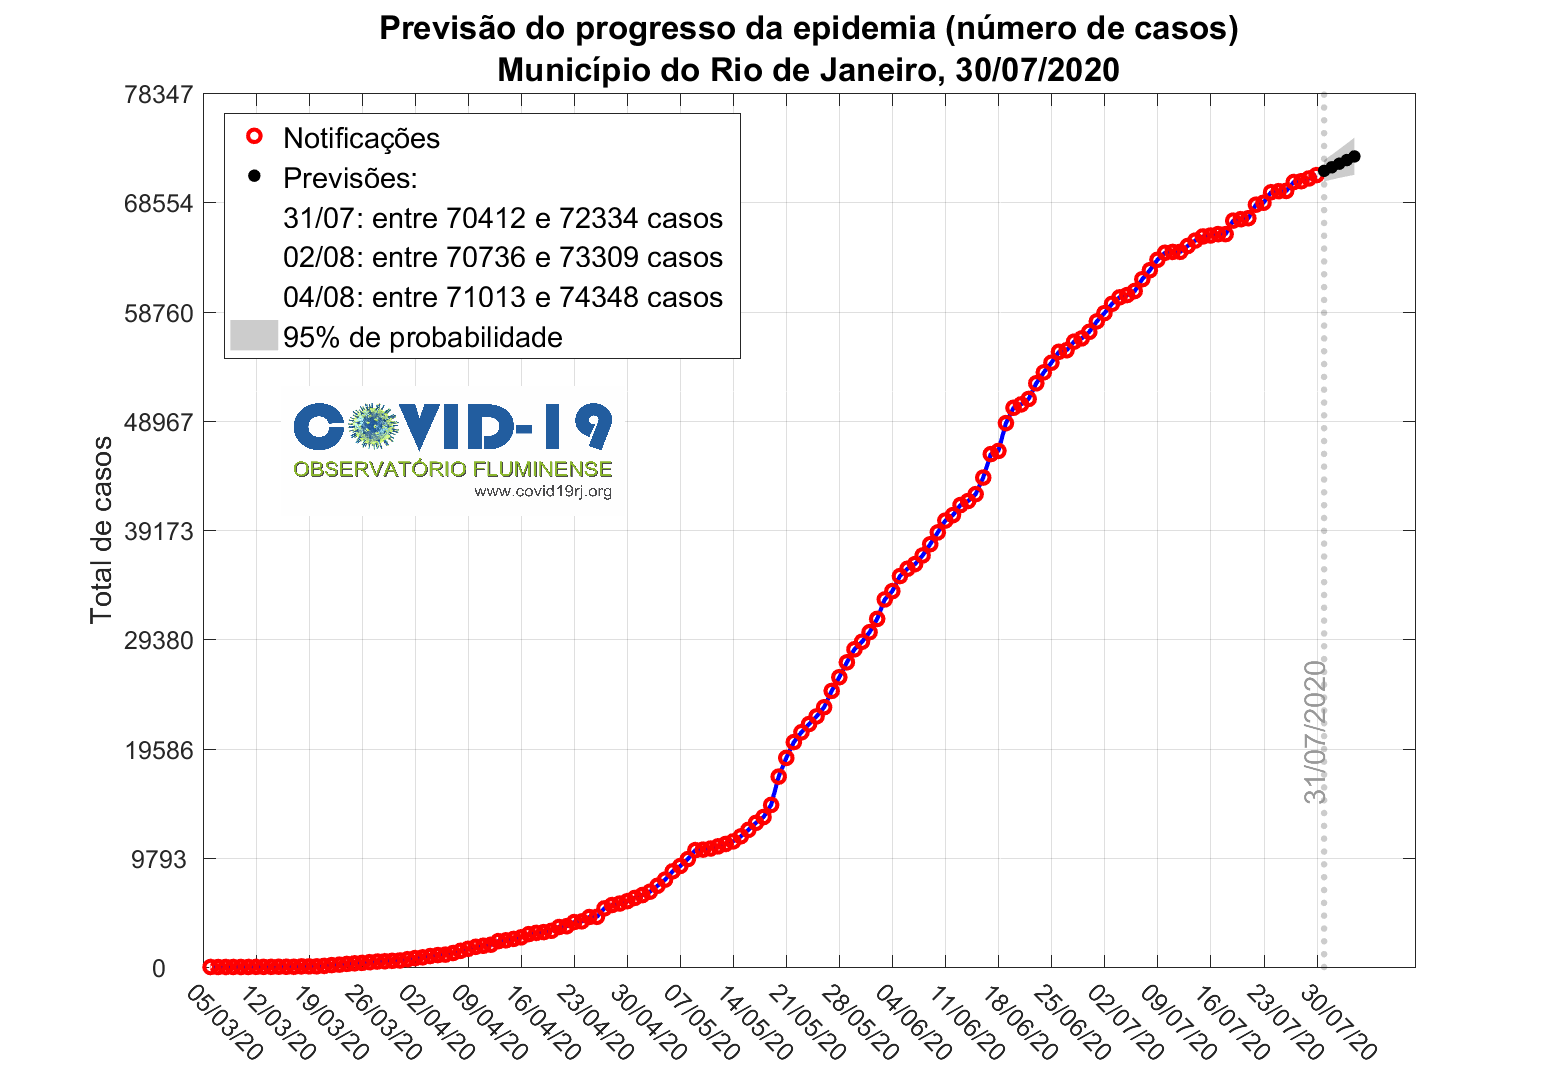 Previsão do progresso da epidemia (número de casos)
Município do Rio de Janeiro, 30/07/2020
78347
68554
58760
48967
39173
29380
19586
9793
0
Total de casos
Notificações
Previsões:
31/07: entre 70412 e 72334 casos
02/08: entre 70736 e 73309 casos
04/08: entre 71013 e 74348 casos
95% de probabilidade
COVID-19
OBSERVATÓRIO FLUMINENSE
www.covid19rj.org
31/07/2020
05/03/20
12/03/20
19/03/20
26/03/20
02/04/20
09/04/20
16/04/20
23/04/20
30/04/20
07/05/20
14/05/20
21/05/20
28/05/20
04/06/20
11/06/20
18/06/20
25/06/20
02/07/20
09/07/20
16/07/20
23/07/20
30/07/20